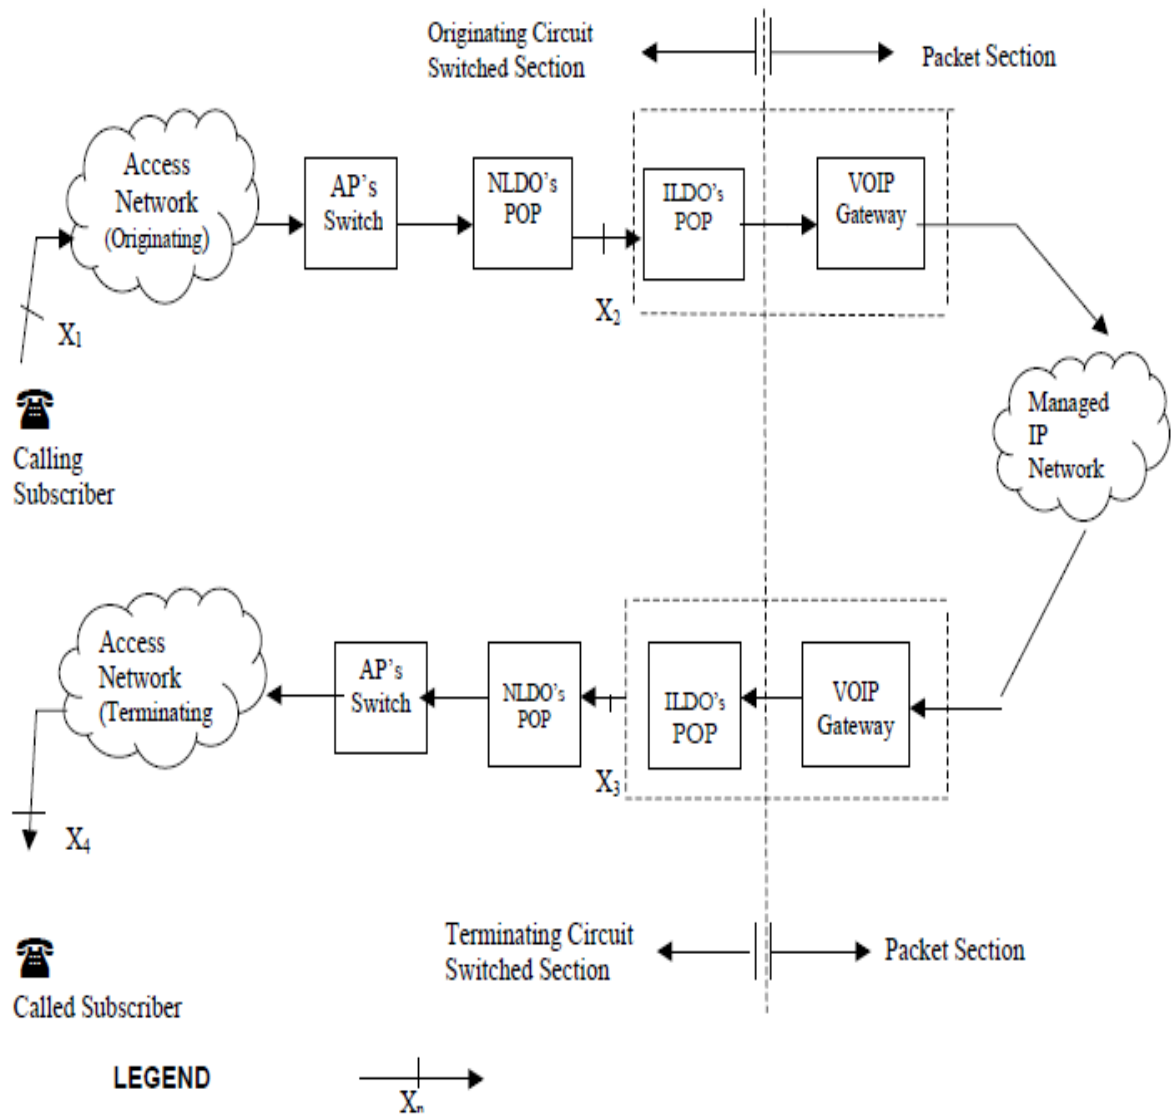 Originating Circuit
Switched Section
Packet Section
Access
Network
(Originating)
AP's
Switch
NLDO's
POP
ILDO's
POP
VOIP
Gateway
X1
X2
Calling
Subscriber
Managed
IP
Network
Access
Network
(Terminating
AP's
Switch
NLDO's
POP
ILDO's
POP
VOIP
Gateway
X3
X4
Terminating Circuit
Switched Section
Packet Section
Called Subscriber
LEGEND
Xn